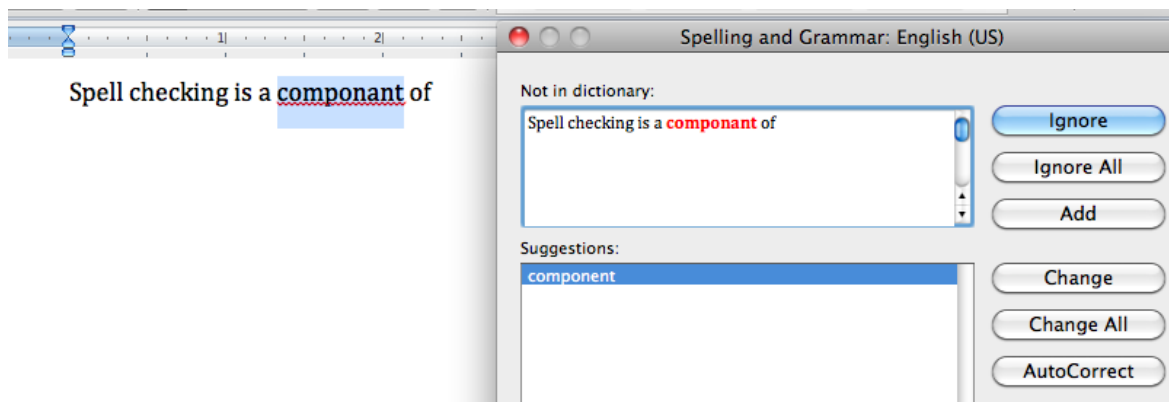 1 2
Spell checking is a componant of
Spelling and Grammar: English (US)
Not in dictionary:
Spell checking is a componant of
Suggestions:
component
Ignore
Ignore All
Add
Change
Change All
AutoCorrect